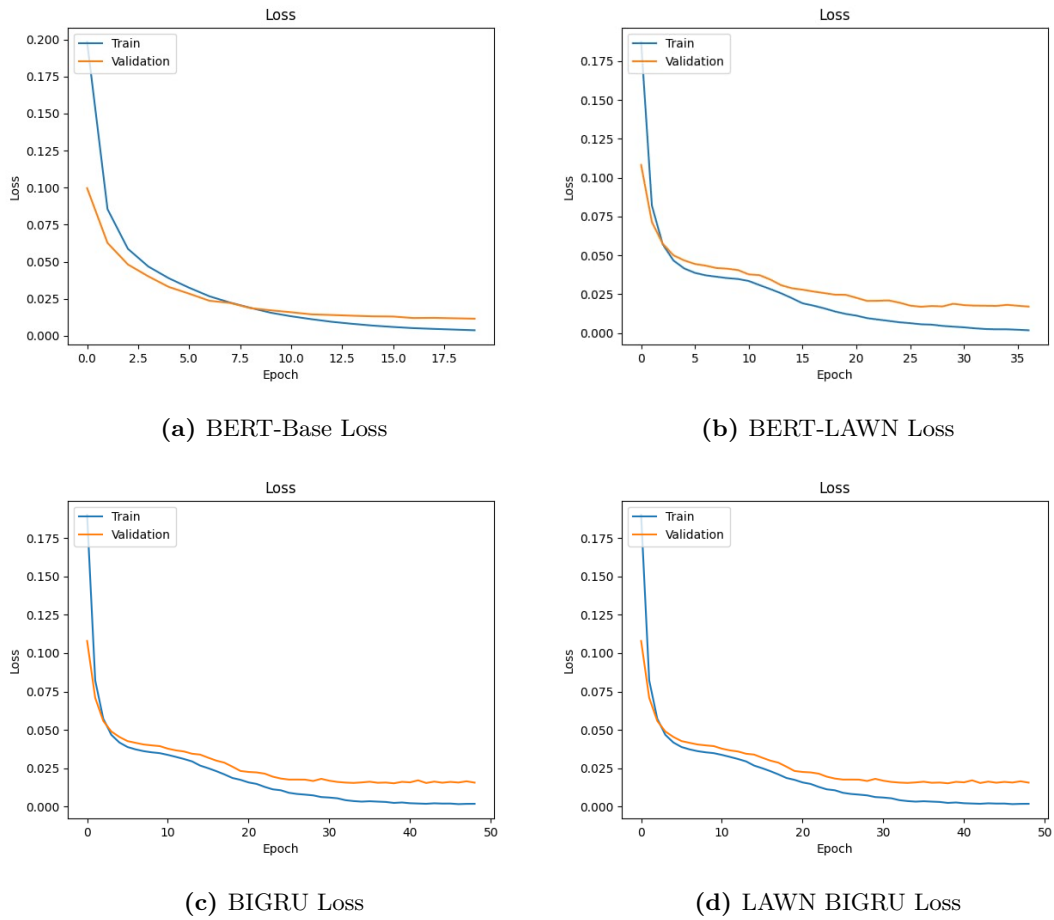 Loss
Train
Validation
Loss
0.200
0.175
0.150
0.125
0.100
0.075
0.050
0.025
0.000
0.0 2.5 5.0 7.5 10.0 12.5 15.0 17.5
Epoch
(a) BERT-Base Loss
Loss
Train
Validation
Loss
0.175
0.150
0.125
0.100
0.075
0.050
0.025
0.000
0 5 10 15 20 25 30 35
Epoch
(b) BERT-LAWN Loss
Loss
Train
Validation
Loss
0.175
0.150
0.125
0.100
0.075
0.050
0.025
0.000
0 10 20 30 40 50
Epoch
(c) BIGRU Loss
Loss
Train
Validation
Loss
0.175
0.150
0.125
0.100
0.075
0.050
0.025
0.000
0 10 20 30 40 50
Epoch
(d) LAWN BIGRU Loss